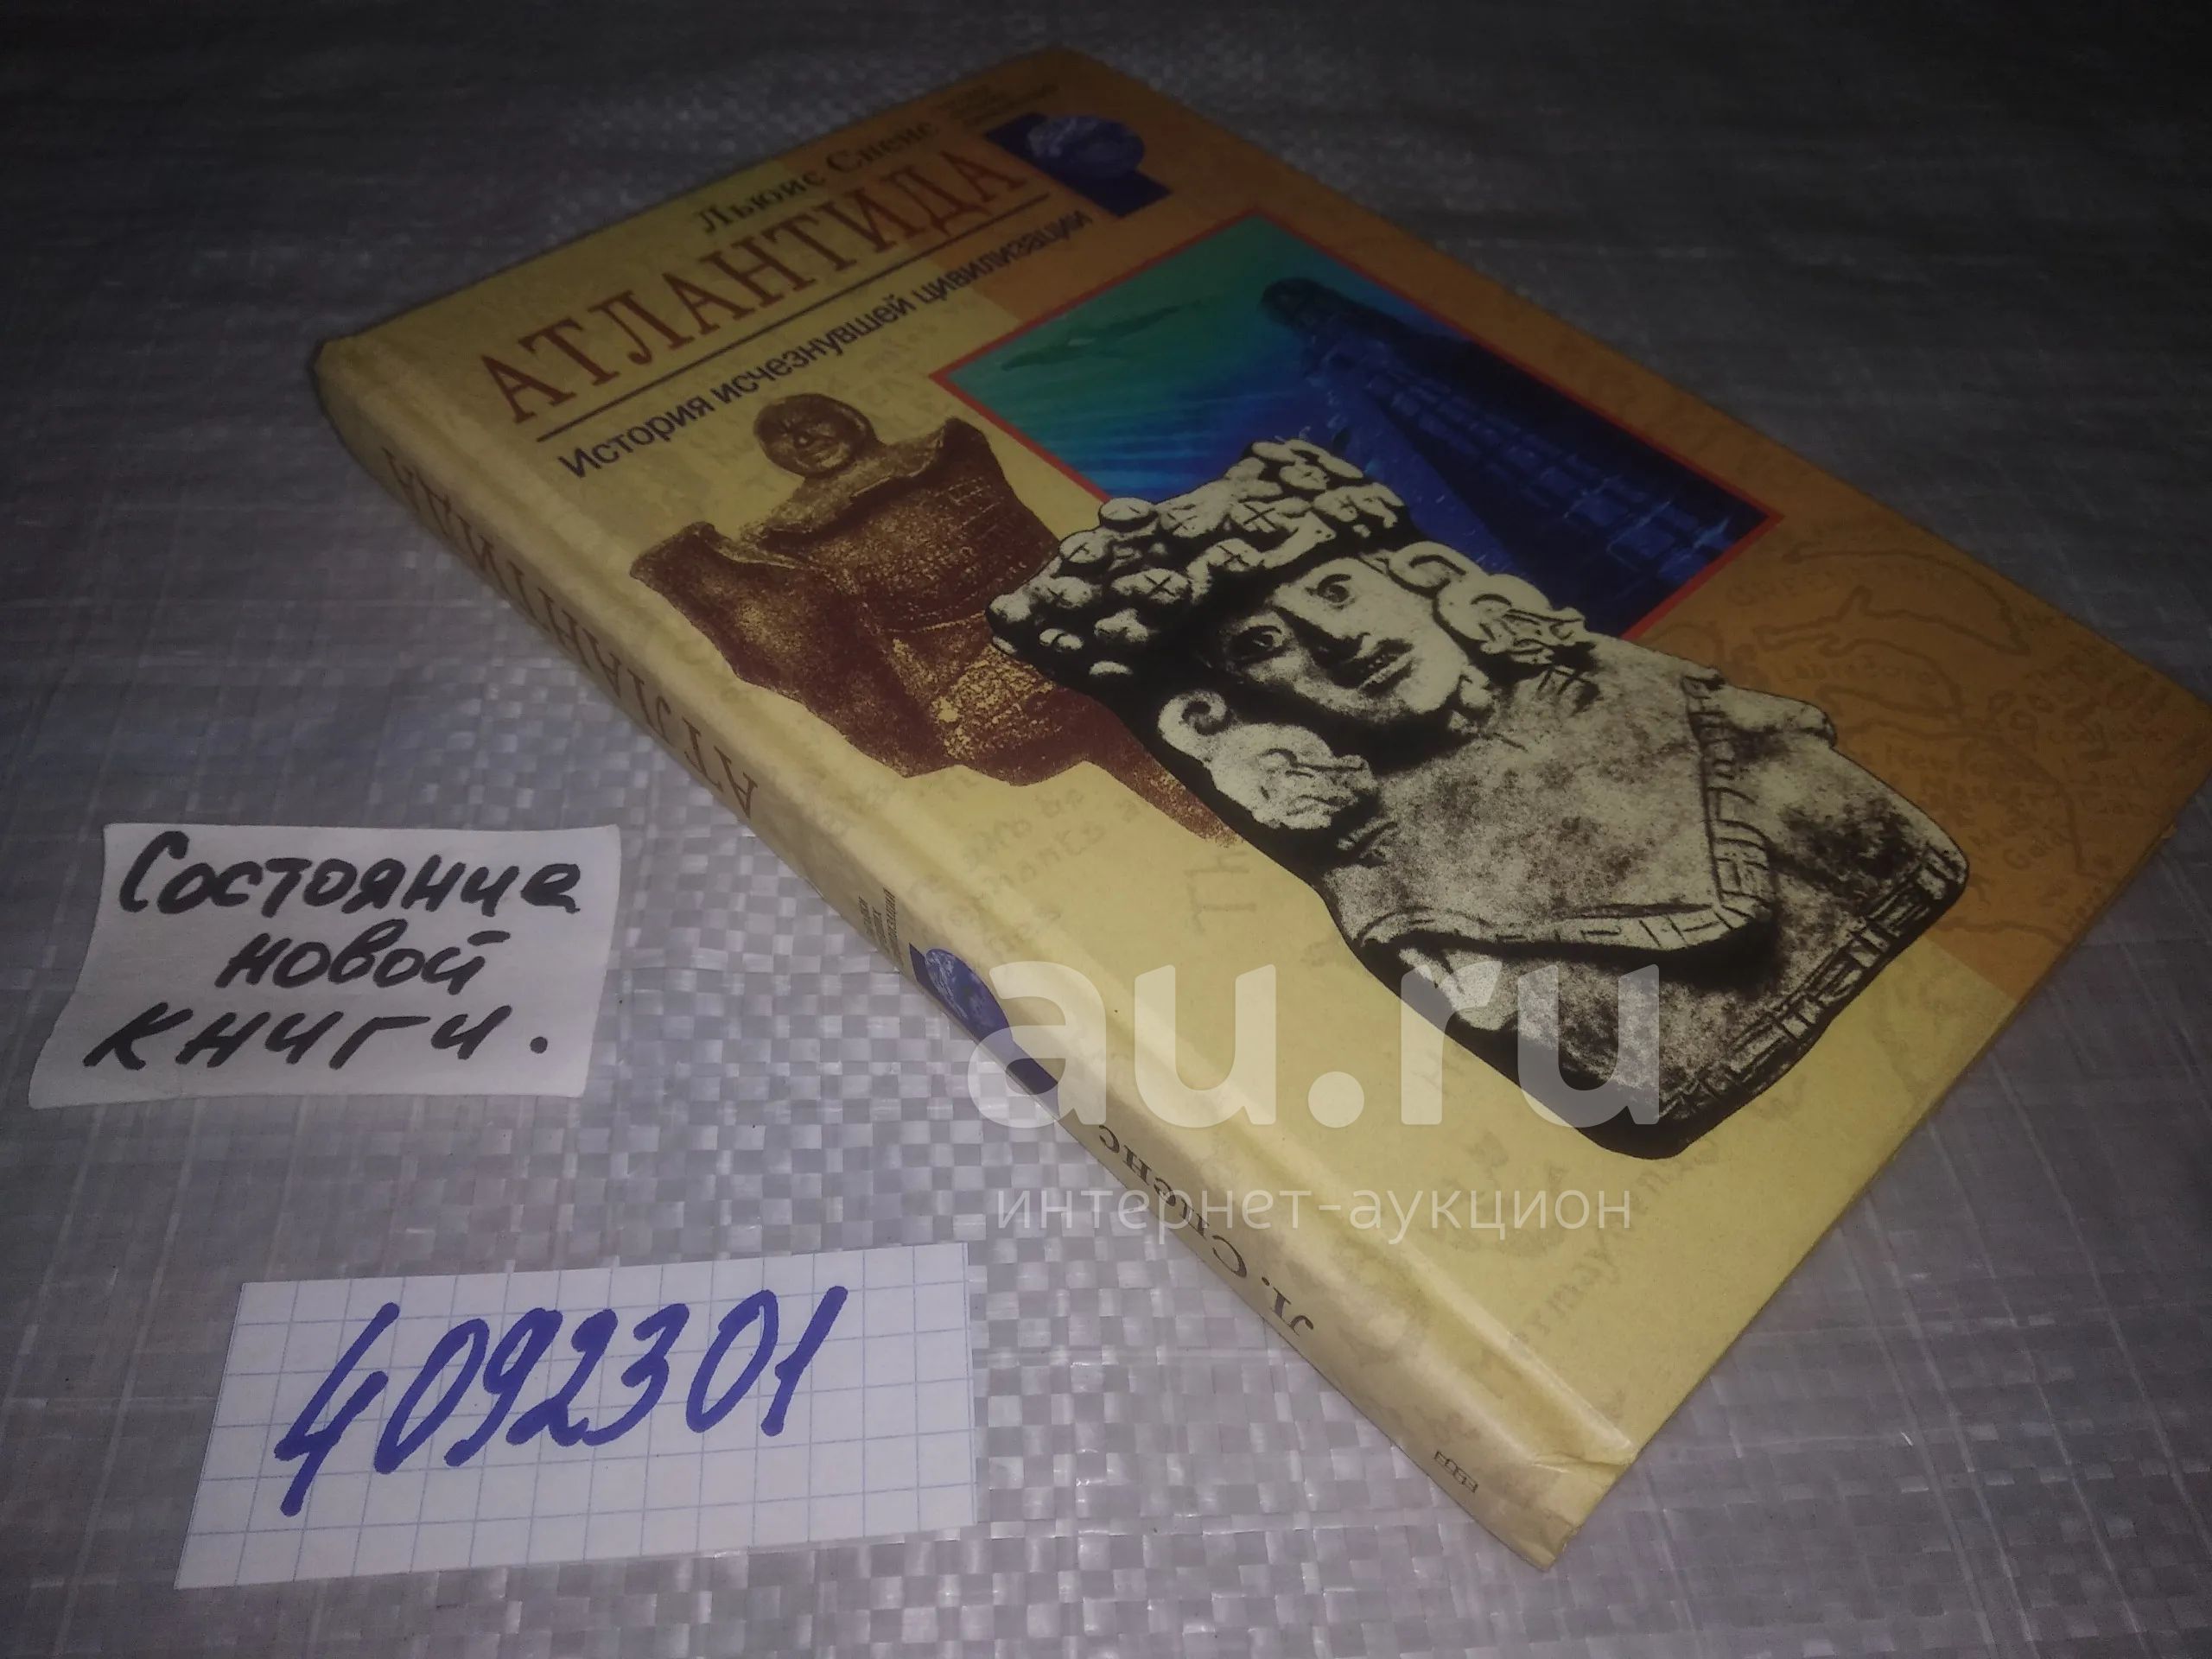 Льюис Спенс
АТЛАНТИДА
История исчезнувшей цивилизации
АТЛАНТИДА
Л. Спенс
Состояние
новой
книги.
4092301
au.ru
интернет-аукцион